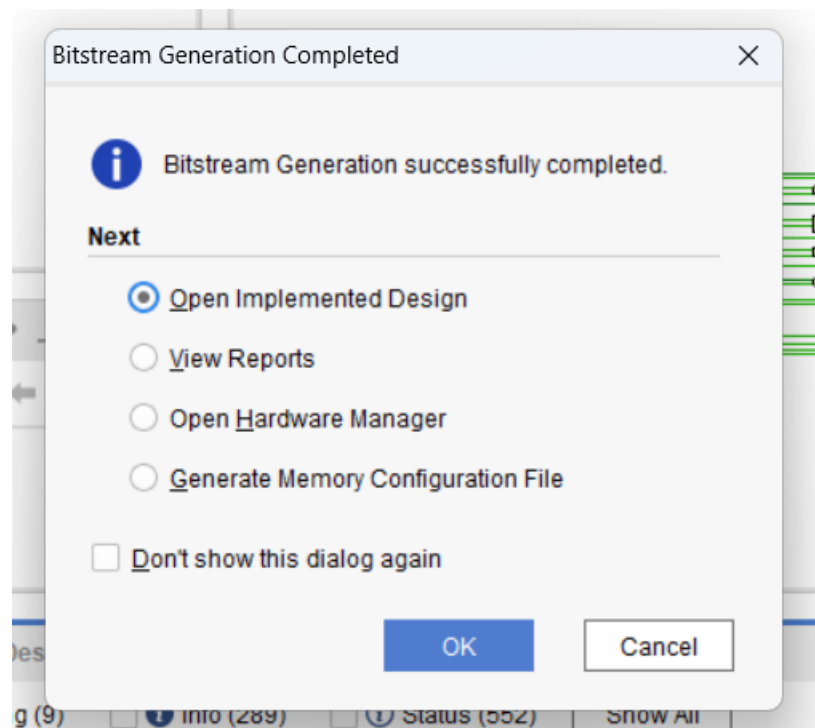 Bitstream Generation Completed
Bitstream Generation successfully completed.
Next
Open Implemented Design
View Reports
Open Hardware Manager
Generate Memory Configuration File
Don't show this dialog again
OK
Cancel
(9) Info (289) Status (552) Show All